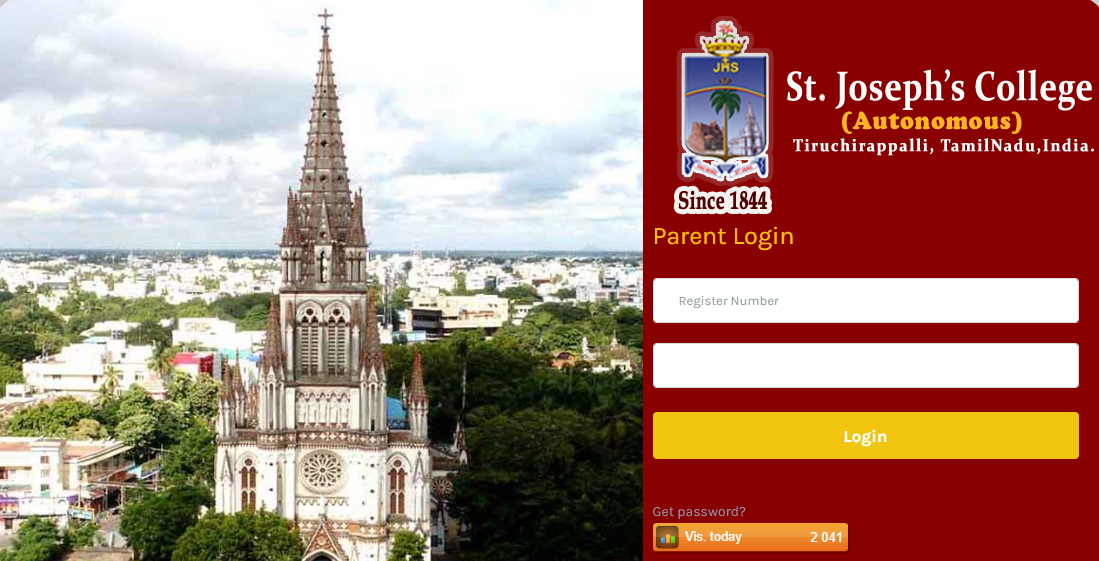 JHS
St. Joseph's College
(Autonomous)
Tiruchirappalli, TamilNadu,India.
Since 1844
Parent Login
Register Number
Login
Get password?
Vis. today 2 041